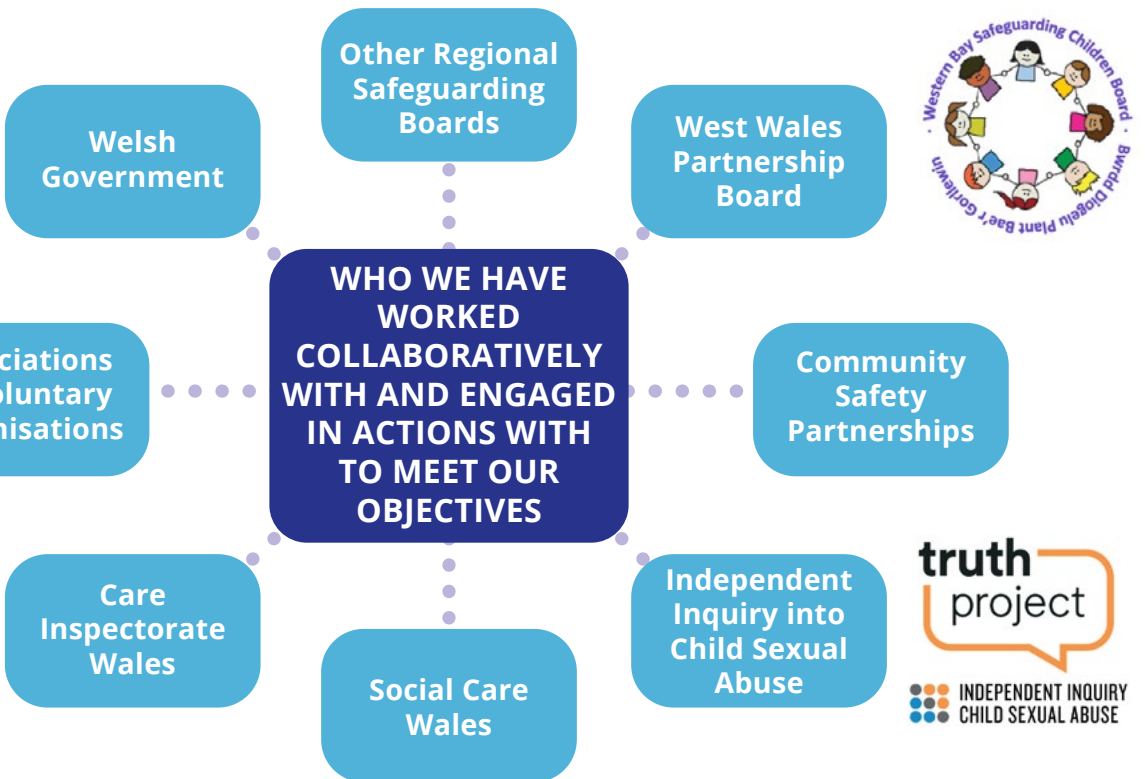 Other Regional
Safeguarding
Boards
Welsh
Government
West Wales
Partnership
Board
Western Bay Safeguarding Children Board
Bwrdd Diogelu Plant Bae'r Gorllewin
WHO WE HAVE
WORKED
COLLABORATIVELY
WITH AND ENGAGED
IN ACTIONS WITH
TO MEET OUR
OBJECTIVES
ciations
oluntary
nisations
Community
Safety
Partnerships
Care
Inspectorate
Wales
Social Care
Wales
Independent
Inquiry into
Child Sexual
Abuse
truth
project
INDEPENDENT INQUIRY
CHILD SEXUAL ABUSE